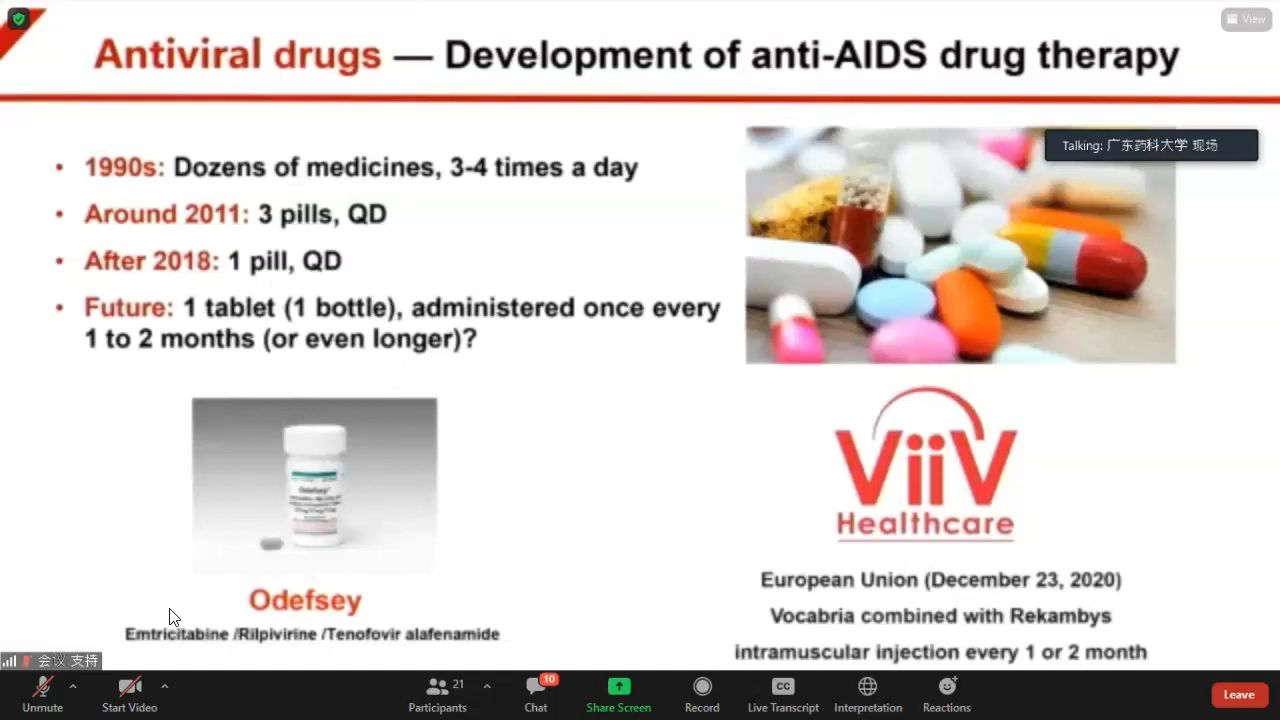 View
Antiviral drugs — Development of anti-AIDS drug therapy
Talking: 广东药科大学 现场
• 1990s: Dozens of medicines, 3-4 times a day
• Around 2011: 3 pills, QD
• After 2018: 1 pill, QD
• Future: 1 tablet (1 bottle), administered once every
1 to 2 months (or even longer)?
Odefsey
Odefsey
Emtricitabine /Rilpivirine /Tenofovir alafenamide
ViiV
Healthcare
European Union (December 23, 2020)
Vocabria combined with Rekambys
intramuscular injection every 1 or 2 month
会议 支持
Unmute
Start Video
21
Participants
10
Chat
Share Screen
Record
CC
Live Transcript
Interpretation
Reactions
Leave